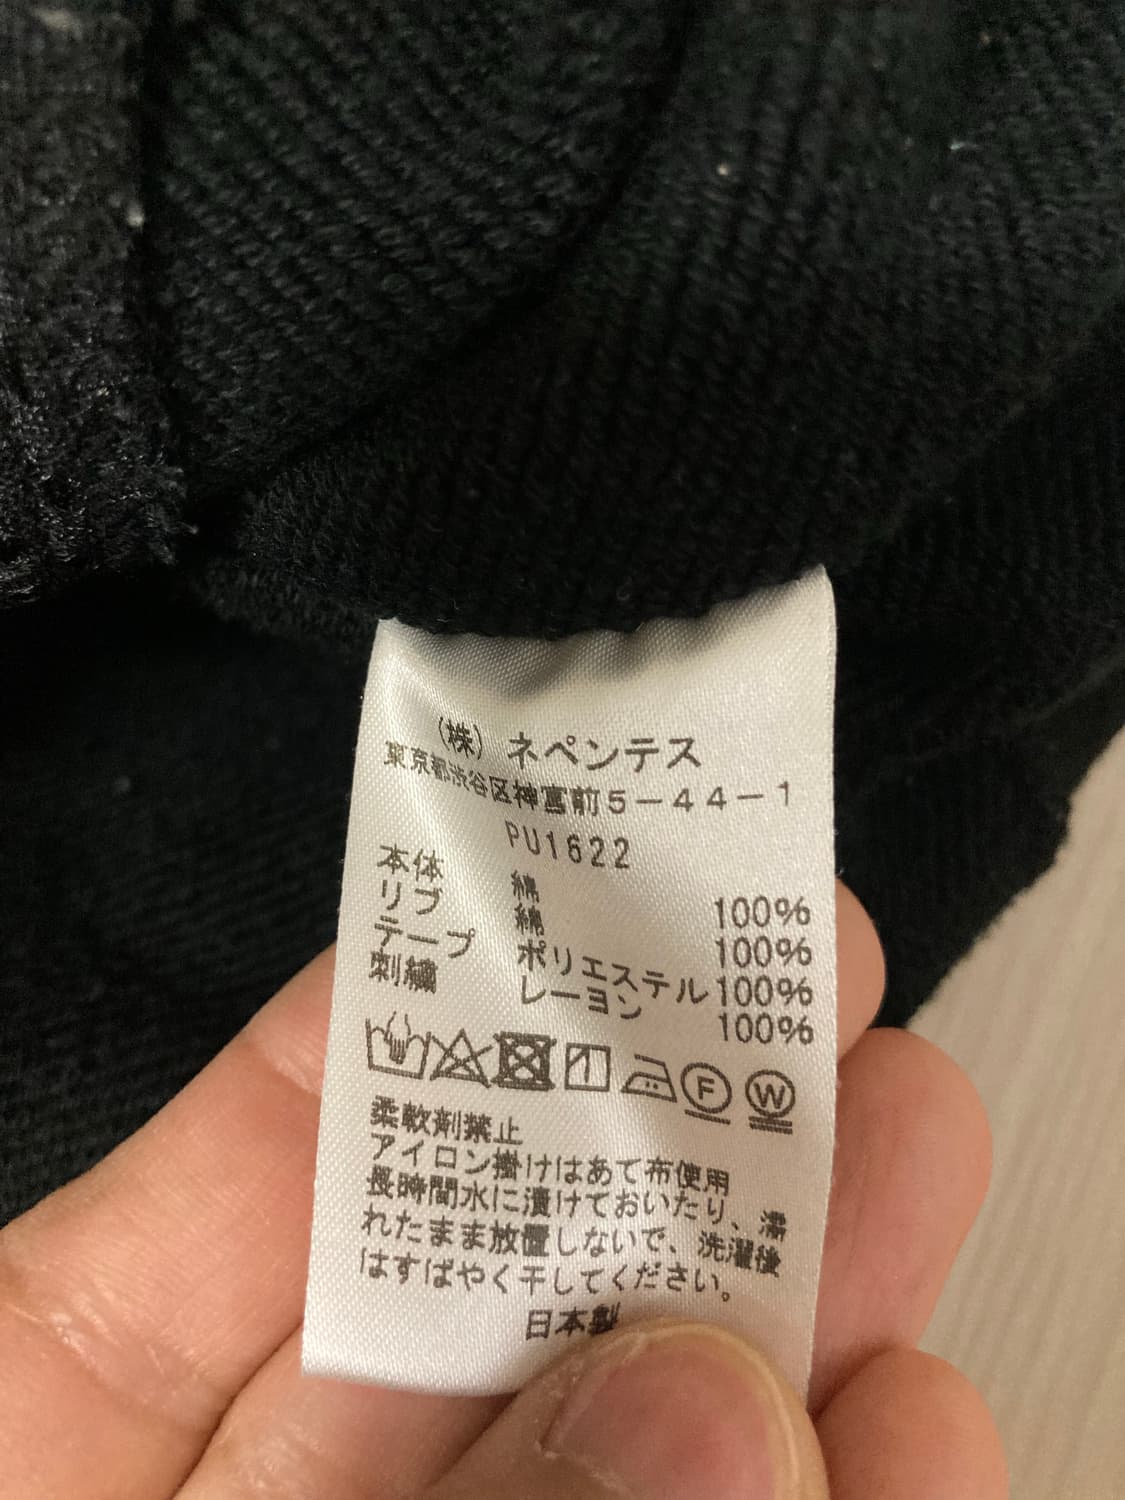 (株) ネペンテス
東京都渋谷区神宮前5-44-1
PU1622
本体 綿 100%
リブ 綿 100%
テープ ポリエステル 100%
刺繍 レーヨン 100%
F W
柔軟剤禁止
アイロン掛けはあて布使用
長時間水に漬けておいたり、濡
れたまま放置しないで、洗濯後
はすばやく干してください。
日本製